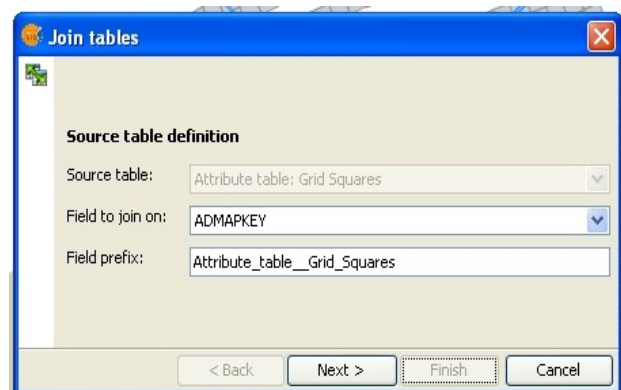 Join tables
Source table definition
Source table: Attribute table: Grid Squares
Field to join on: ADMAPKEY
Field prefix: Attribute_table__Grid_Squares
< Back Next > Finish Cancel